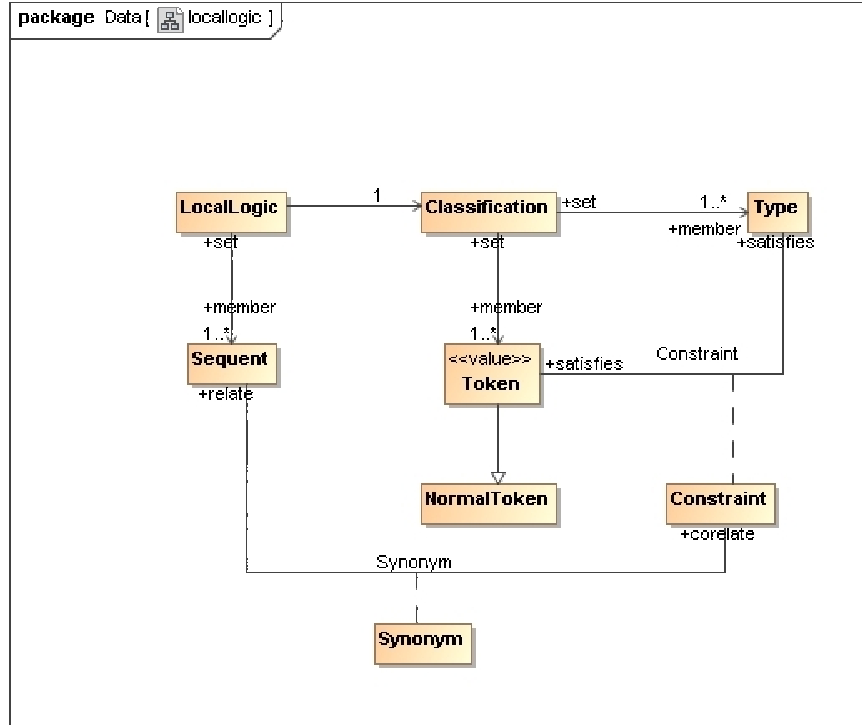 package Data [ locallogic ]
1
1..*
LocalLogic
Classification
+set
Type
+member
+set
+set
+satisfies
+member
+member
1..*
1..*
Sequent
<<value>>
Token
+satisfies
Constraint
+relate
NormalToken
Constraint
+corelate
Synonym
Synonym